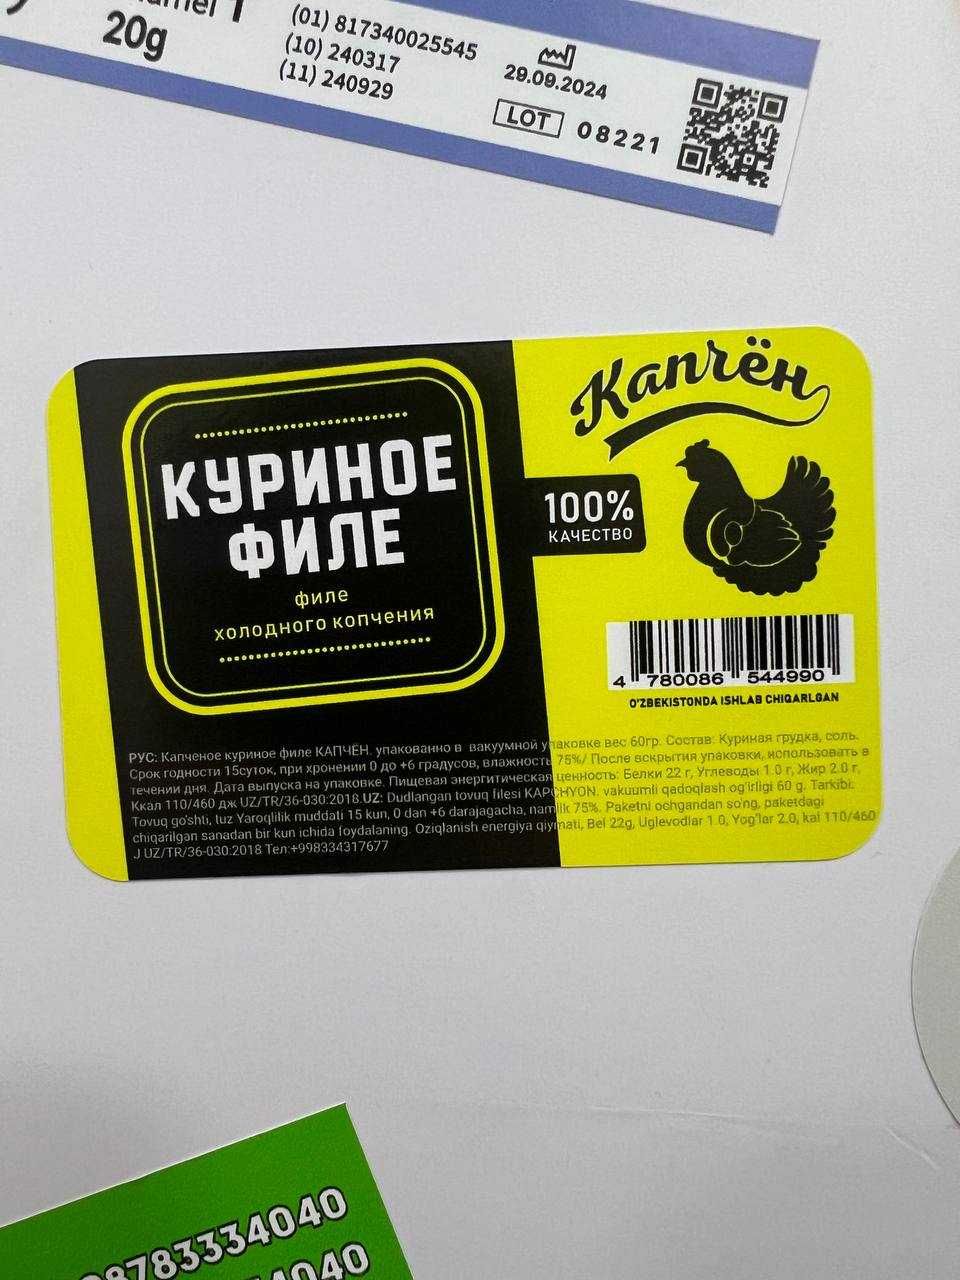 20g
(01) 817340025545
(10) 240317
(11) 240929
29.09.2024
LOT 08221
КУРИНОЕ
ФИЛЕ
филе
холодного копчения
Капчён
100%
КАЧЕСТВО
4 780086 544990
O'ZBEKISTONDA ISHLAB CHIQARLGAN
РУС: Капченое куриное филе КАПЧЁН. упакованно в вакуумной упаковке вес 60гр. Состав: Куриная грудка, соль.
Срок годности 15суток, при хронении 0 до +6 градусов, влажность 75%/ После вскрытия упаковки, использовать в
течении дня. Дата выпуска на упаковке. Пищевая энергитическая ценность: Белки 22 г, Углеводы 1.0 г, Жир 2.0 г,
Ккал 110/460 дж UZ/TR/36-030:2018.UZ: Dudlangan tovuq filesi KAPCHYON. vakuumli qadoqlash og'irligi 60 g. Tarkibi:
Tovuq go'shti, tuz Yaroqlilik muddati 15 kun, 0 dan +6 darajagacha, namlik 75%. Paketni ochgandan so'ng, paketdagi
chiqarilgan sanadan bir kun ichida foydalaning. Oziqlanish energiya qiymati, Bel 22g, Uglevodlar 1.0, Yog'lar 2.0, kal 110/460
J UZ/TR/36-030:2018 Тел:+998334317677
8783334040
4040